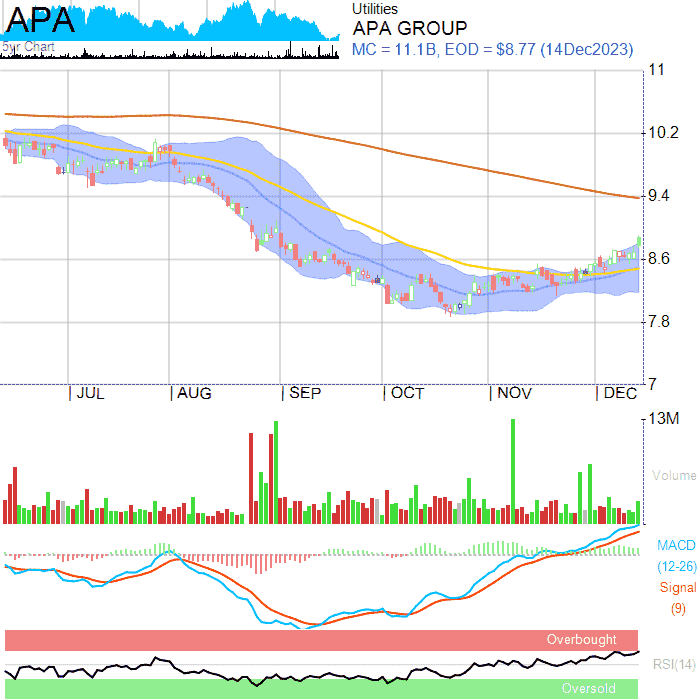 APA
5yr Chart
Utilities
APA GROUP
MC = 11.1B, EOD = $8.77 (14Dec2023)
11
10.2
9.4
8.6
7.8
7
| JUL | AUG | SEP | OCT | NOV | DEC
13M
Volume
MACD
(12-26)
Signal
(9)
Overbought
RSI(14)
Oversold